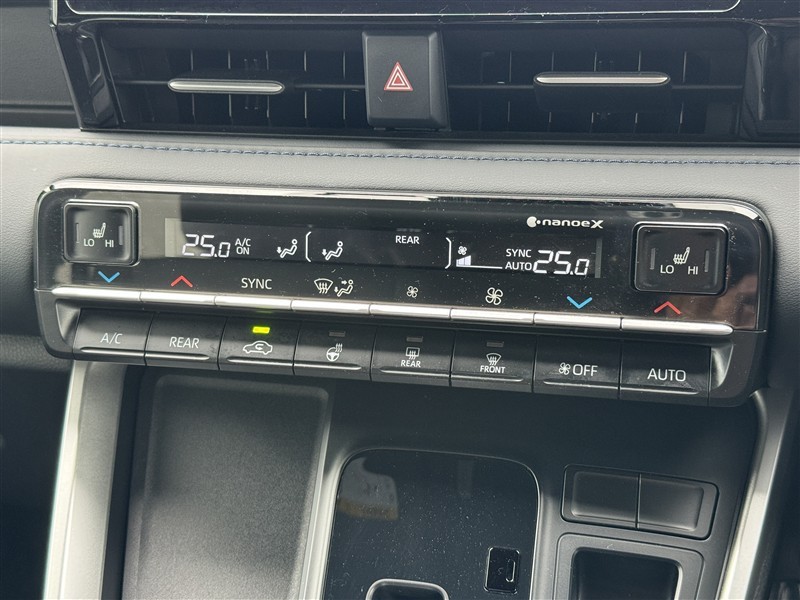 nanoeX
LO HI
25.0 A/C ON
REAR
SYNC AUTO 25.0
LO HI
SYNC
A/C
REAR
REAR
FRONT
OFF
AUTO